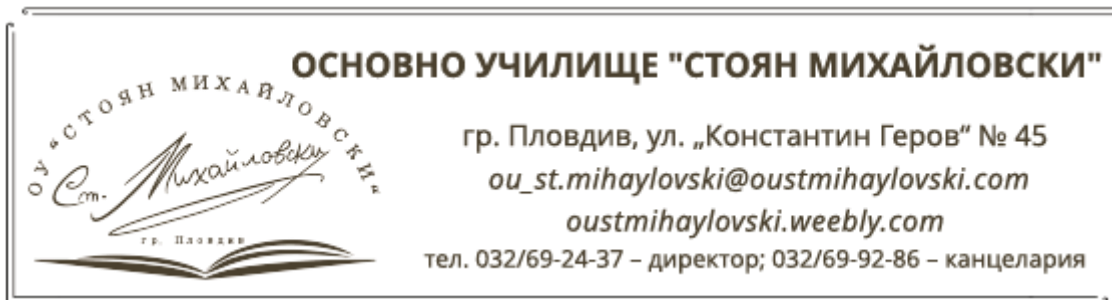 ОСНОВНО УЧИЛИЩЕ "СТОЯН МИХАЙЛОВСКИ"
ОУ "СТОЯН МИХАЙЛОВСКИ"
Ст. Михайловски
гр. Пловдив
гр. Пловдив, ул. „Константин Геров“ № 45
ou_st.mihaylovski@oustmihaylovski.com
oustmihaylovski.weebly.com
тел. 032/69-24-37 – директор; 032/69-92-86 – канцелария